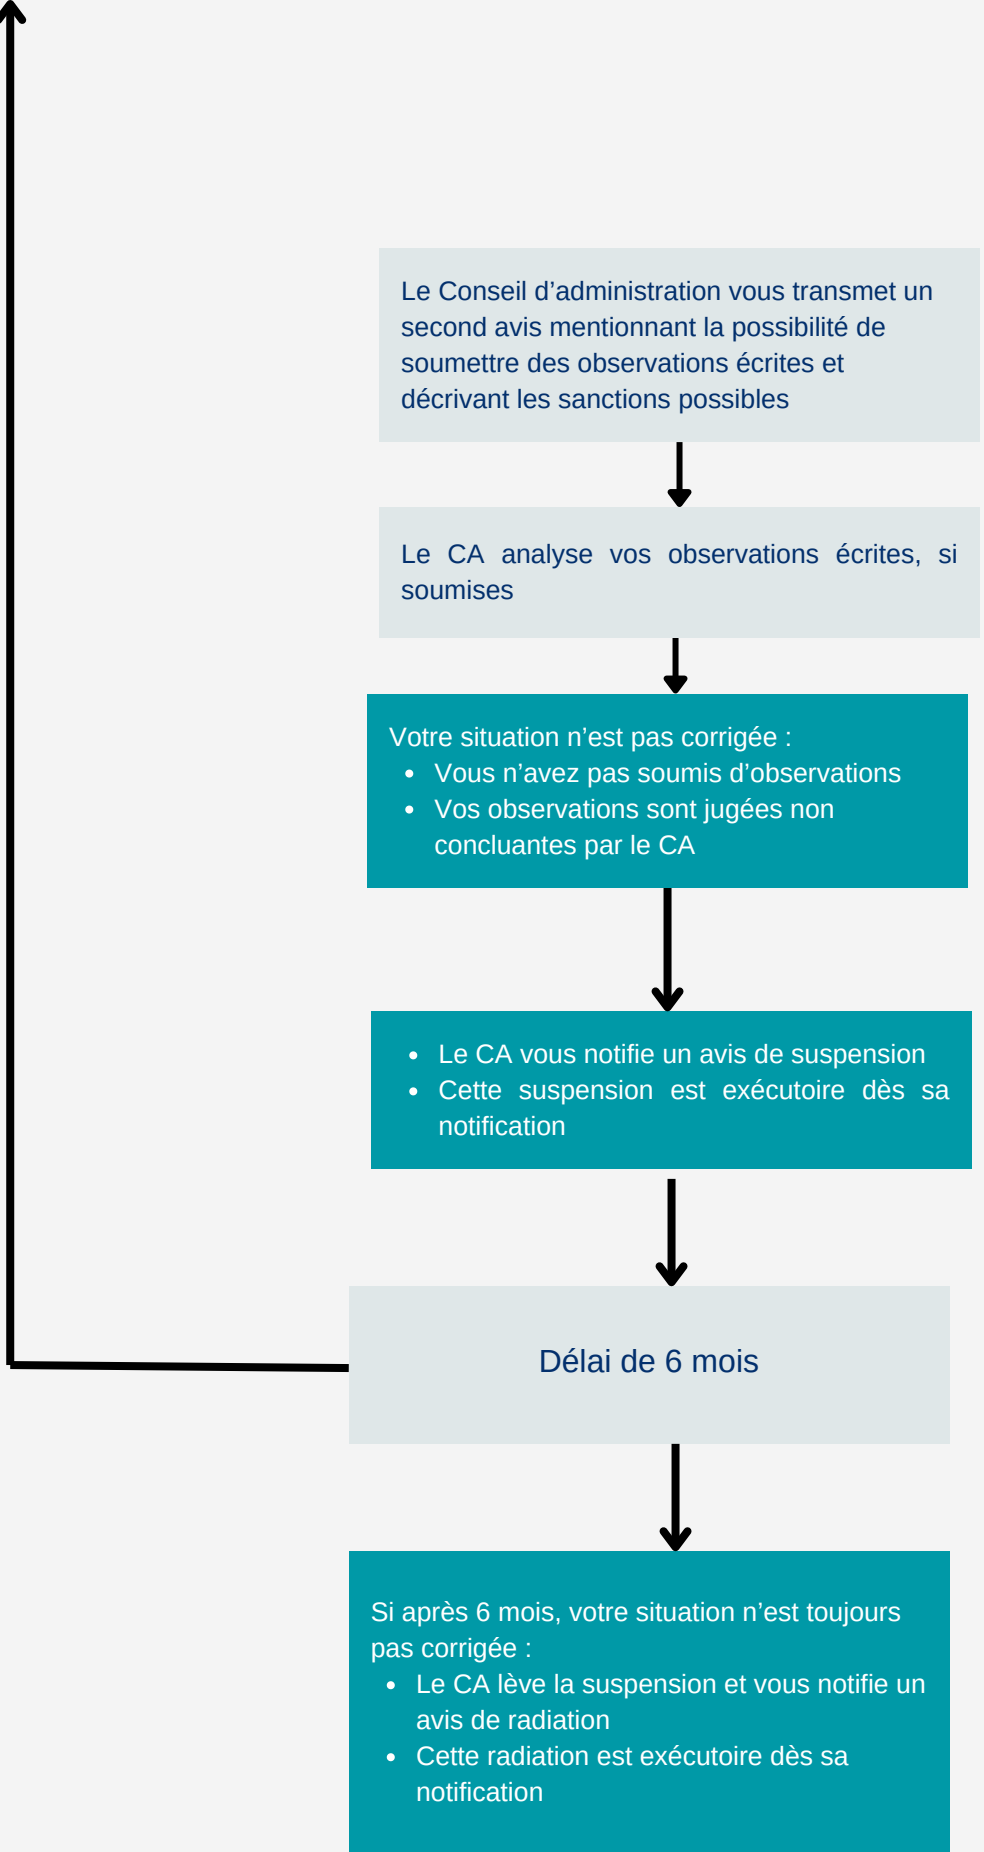 Le Conseil d’administration vous transmet un
second avis mentionnant la possibilité de
soumettre des observations écrites et
décrivant les sanctions possibles
Le CA analyse vos observations écrites, si
soumises
Votre situation n’est pas corrigée :
• Vous n’avez pas soumis d’observations
• Vos observations sont jugées non
concluantes par le CA
• Le CA vous notifie un avis de suspension
• Cette suspension est exécutoire dès sa
notification
Délai de 6 mois
Si après 6 mois, votre situation n’est toujours
pas corrigée :
• Le CA lève la suspension et vous notifie un
avis de radiation
• Cette radiation est exécutoire dès sa
notification